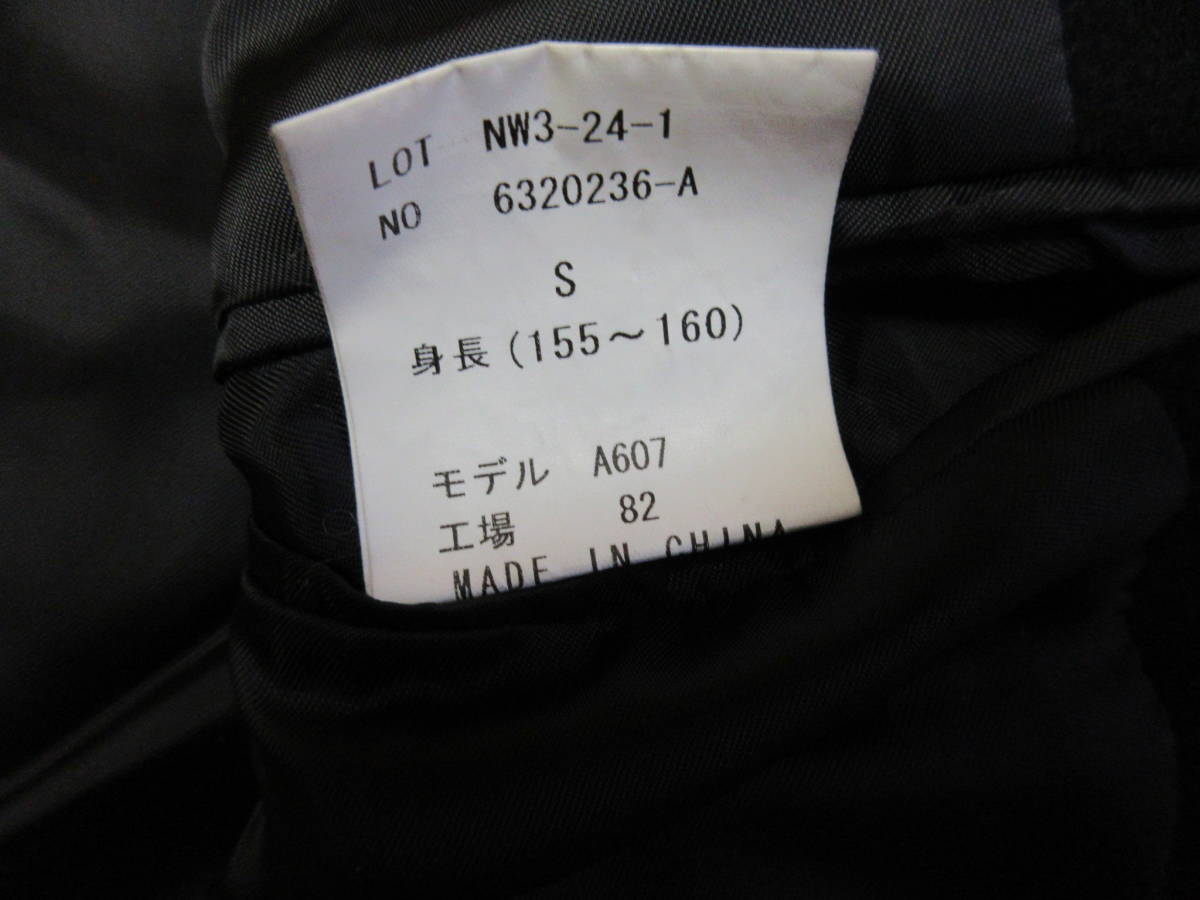 LOT NW3-24-1
NO 6320236-A
S
身長(155～160)
モデル A607
工場 82
MADE IN CHINA